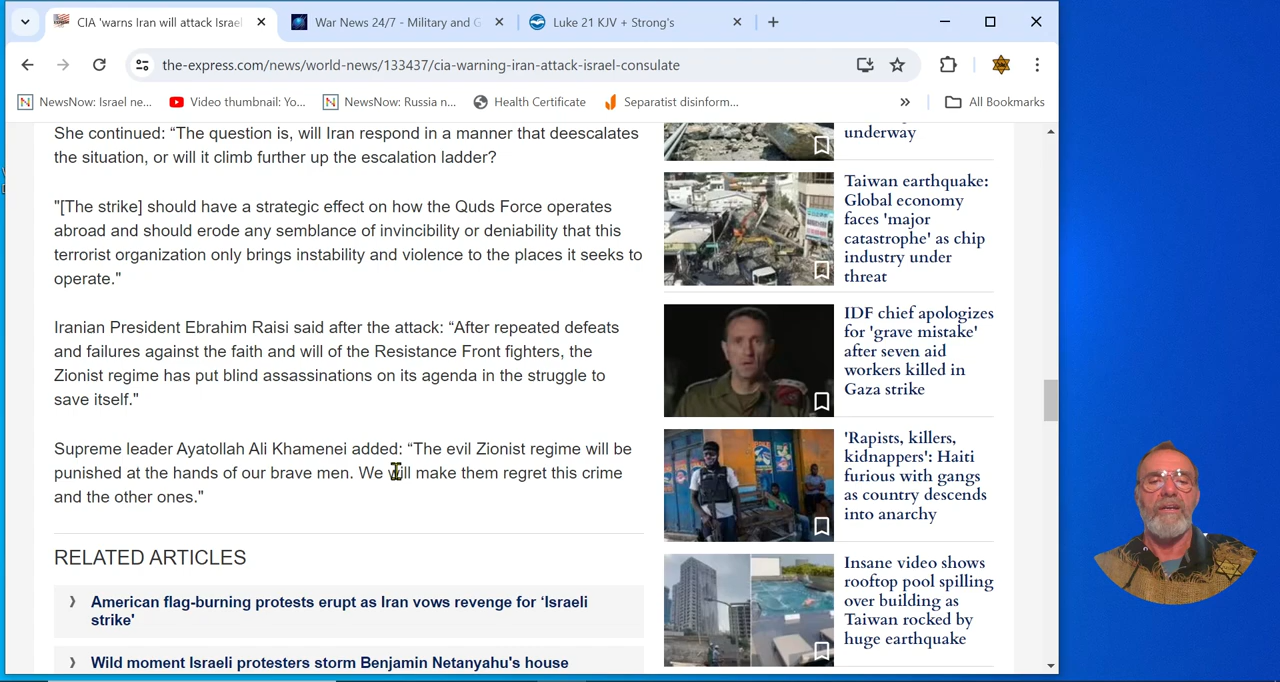 CIA 'warns Iran will attack Israel
War News 24/7 - Military and G
Luke 21 KJV + Strong's
the-express.com/news/world-news/133437/cia-warning-iran-attack-israel-consulate
NewsNow: Israel ne...
Video thumbnail: Yo...
NewsNow: Russia n...
Health Certificate
Separatist disinform...
»
All Bookmarks
She continued: “The question is, will Iran respond in a manner that deescalates
the situation, or will it climb further up the escalation ladder?
"[The strike] should have a strategic effect on how the Quds Force operates
abroad and should erode any semblance of invincibility or deniability that this
terrorist organization only brings instability and violence to the places it seeks to
operate."
Iranian President Ebrahim Raisi said after the attack: “After repeated defeats
and failures against the faith and will of the Resistance Front fighters, the
Zionist regime has put blind assassinations on its agenda in the struggle to
save itself."
Supreme leader Ayatollah Ali Khamenei added: “The evil Zionist regime will be
punished at the hands of our brave men. We will make them regret this crime
and the other ones."
RELATED ARTICLES
American flag-burning protests erupt as Iran vows revenge for ‘Israeli
strike'
Wild moment Israeli protesters storm Benjamin Netanyahu's house
underway
Taiwan earthquake:
Global economy
faces 'major
catastrophe' as chip
industry under
threat
IDF chief apologizes
for 'grave mistake'
after seven aid
workers killed in
Gaza strike
'Rapists, killers,
kidnappers': Haiti
furious with gangs
as country descends
into anarchy
Insane video shows
rooftop pool spilling
over building as
Taiwan rocked by
huge earthquake